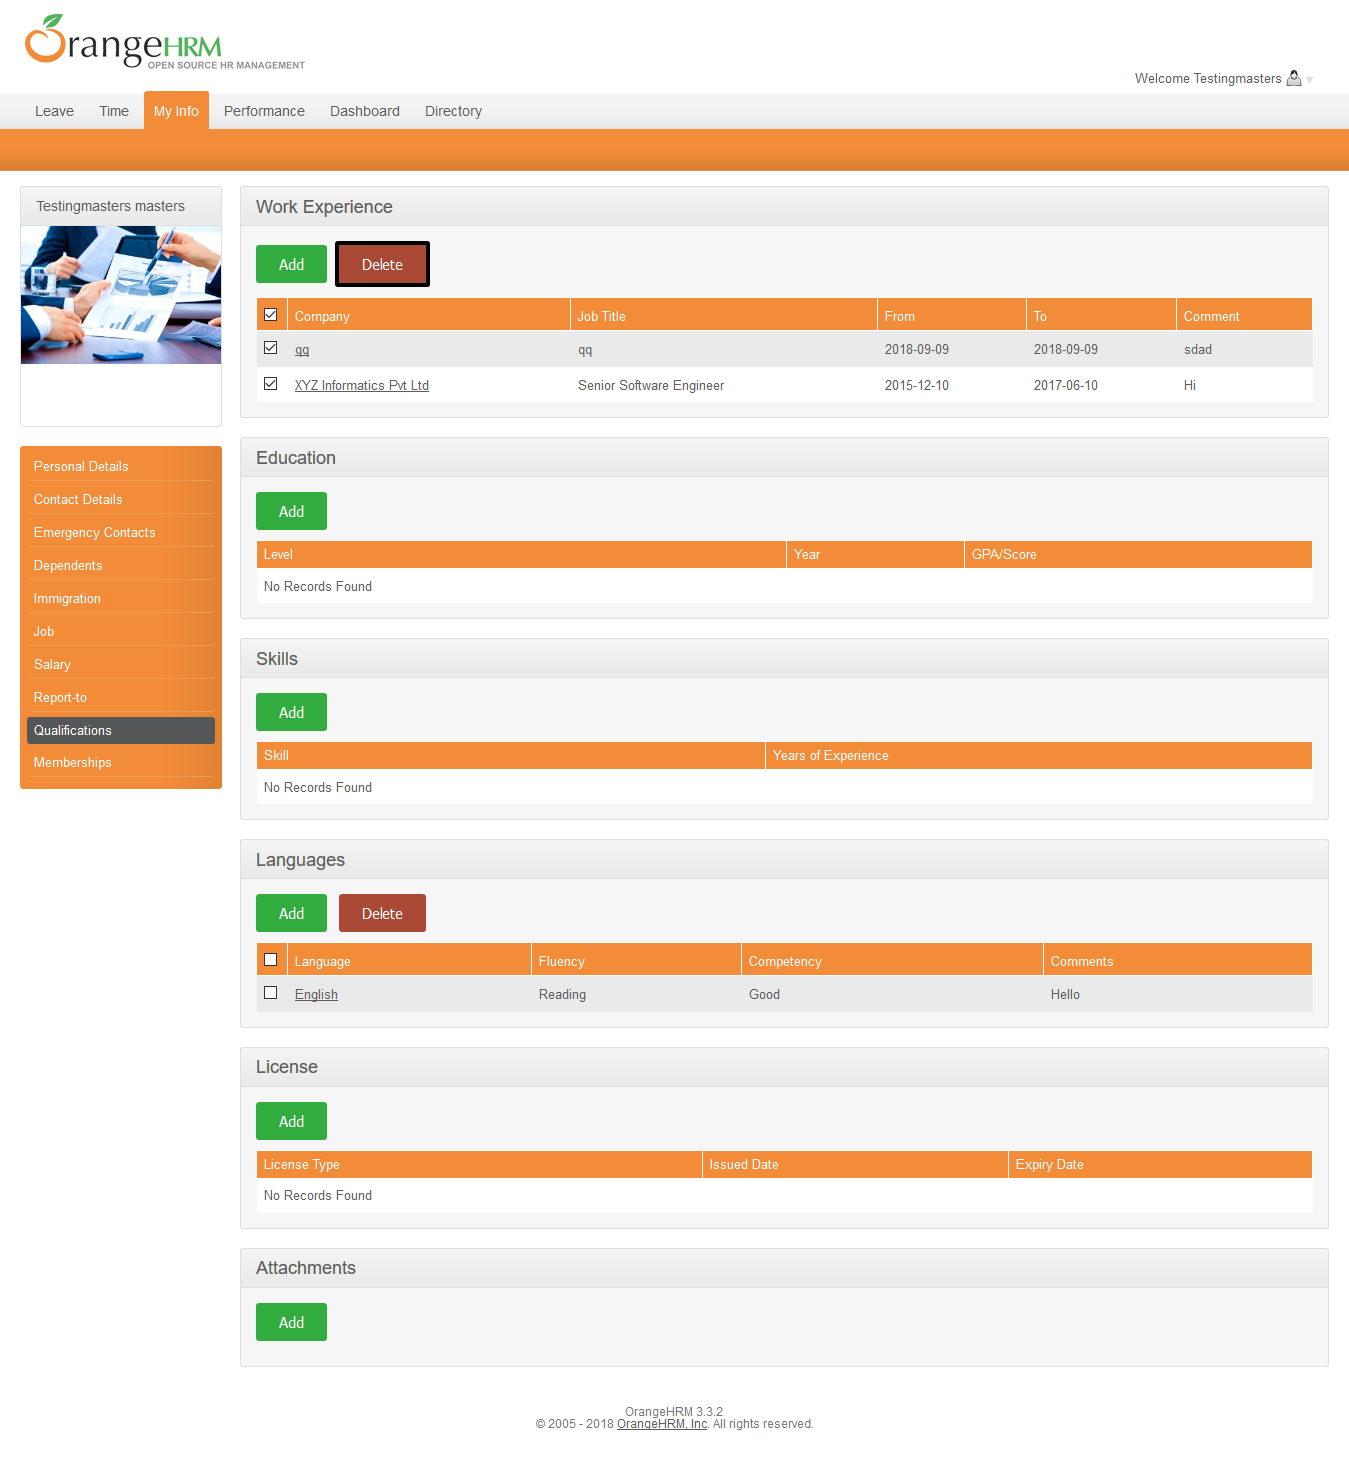 OrangeHRM
OPEN SOURCE HR MANAGEMENT
Welcome Testingmasters
Leave Time My Info Performance Dashboard Directory
Testingmasters masters
Personal Details
Contact Details
Emergency Contacts
Dependents
Immigration
Job
Salary
Report-to
Qualifications
Memberships
Work Experience
Add Delete
Company Job Title From To Comment
qq qq 2018-09-09 2018-09-09 sdad
XYZ Informatics Pvt Ltd Senior Software Engineer 2015-12-10 2017-06-10 Hi
Education
Add
Level Year GPA/Score
No Records Found
Skills
Add
Skill Years of Experience
No Records Found
Languages
Add Delete
Language Fluency Competency Comments
English Reading Good Hello
License
Add
License Type Issued Date Expiry Date
No Records Found
Attachments
Add
OrangeHRM 3.3.2
© 2005 - 2018 OrangeHRM, Inc. All rights reserved.